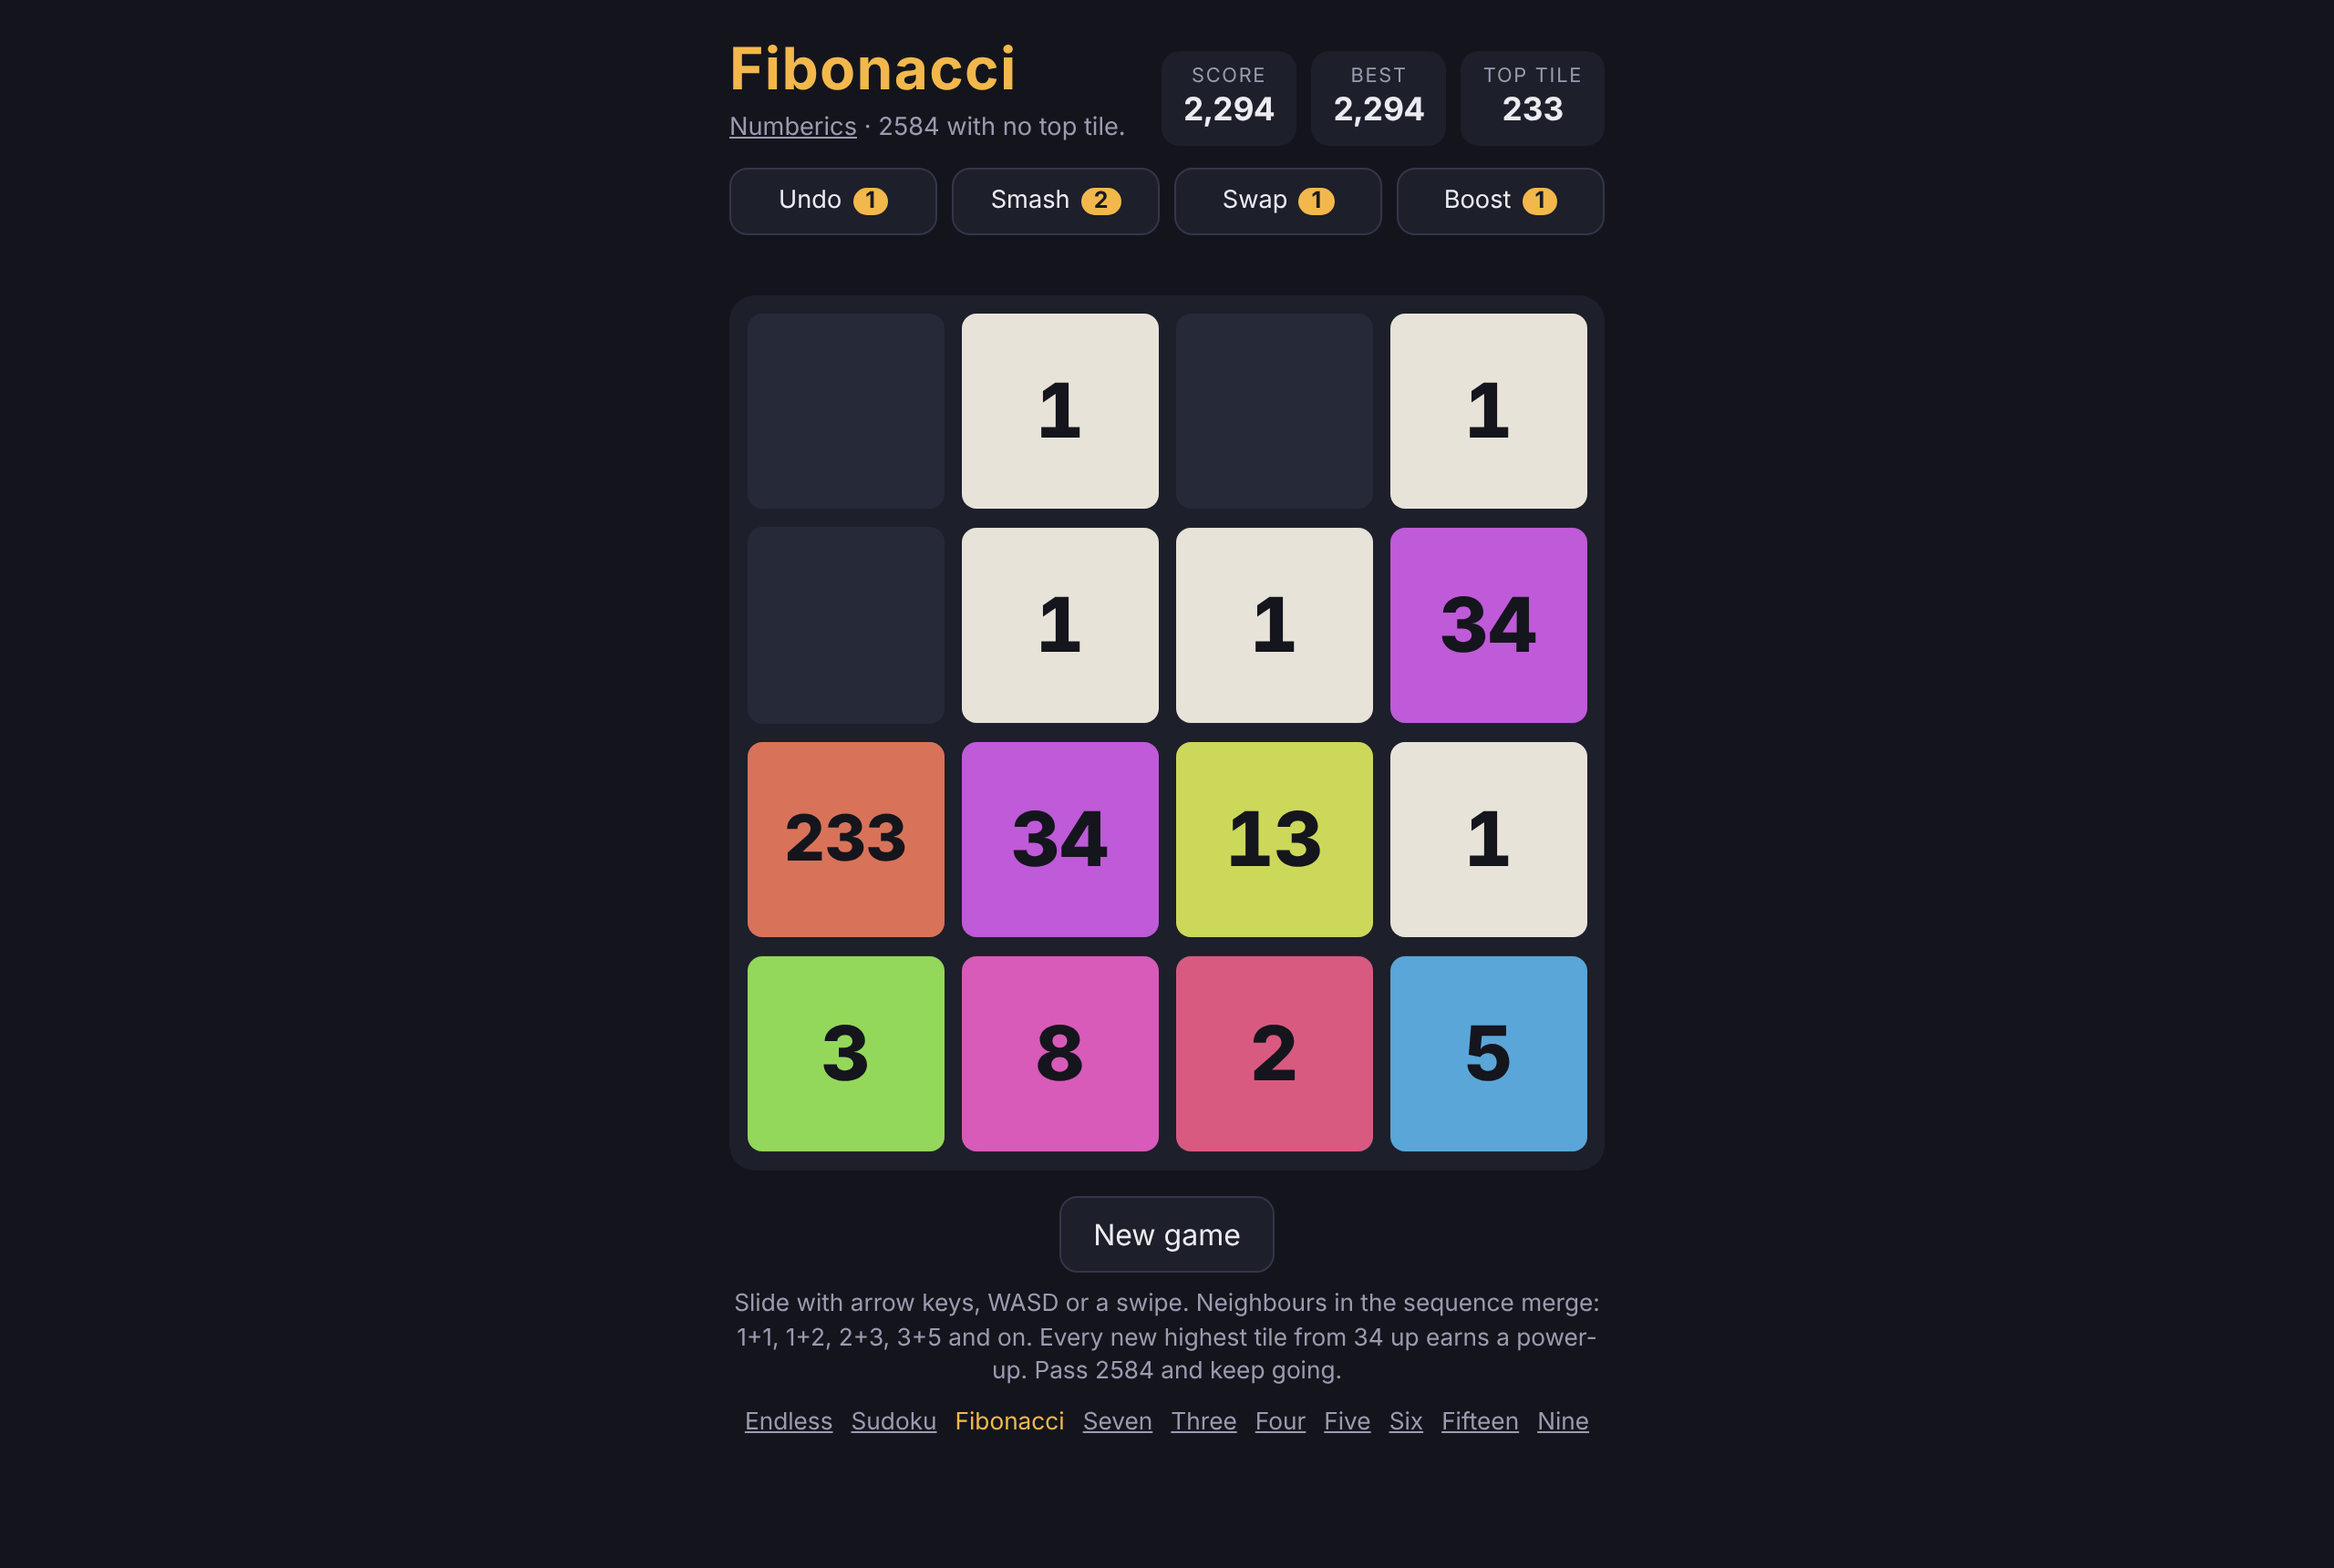 Fibonacci
Numberics · 2584 with no top tile.
SCORE
2,294
BEST
2,294
TOP TILE
233
Undo 1
Smash 2
Swap 1
Boost 1
1 1
1 1 34
233 34 13 1
3 8 2 5
New game
Slide with arrow keys, WASD or a swipe. Neighbours in the sequence merge:
1+1, 1+2, 2+3, 3+5 and on. Every new highest tile from 34 up earns a power-
up. Pass 2584 and keep going.
Endless Sudoku Fibonacci Seven Three Four Five Six Fifteen Nine